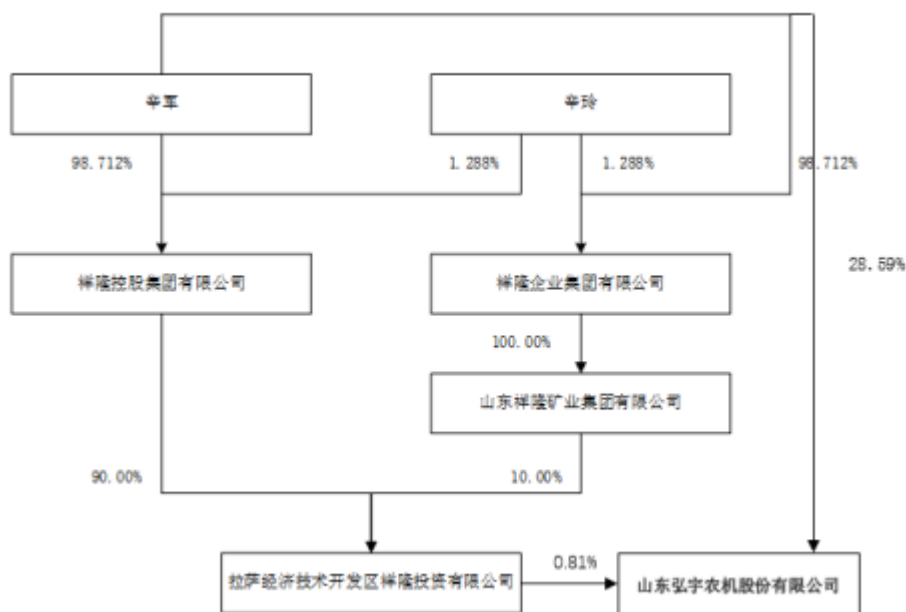 辛军
辛玲
98.712%
1.288%
1.288%
98.712%
祥隆控股集团有限公司
祥隆企业集团有限公司
28.59%
100.00%
山东祥隆矿业集团有限公司
90.00%
10.00%
拉萨经济技术开发区祥隆投资有限公司
0.81%
山东弘宇农机股份有限公司